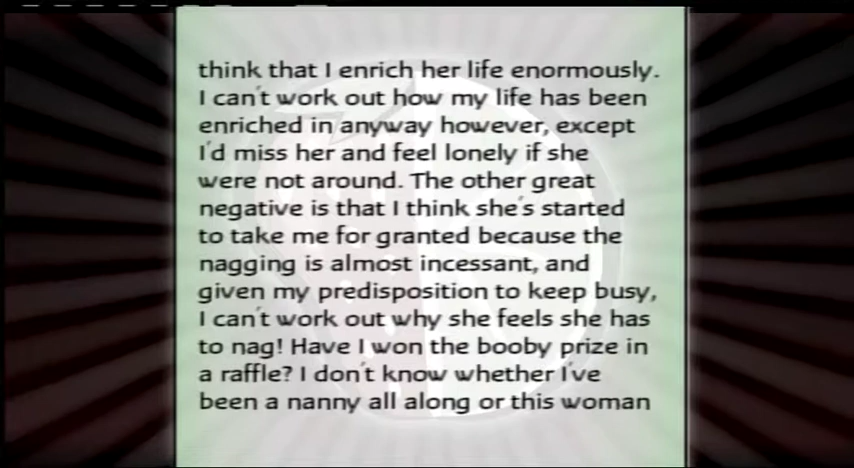 think that I enrich her life enormously.
I can't work out how my life has been
enriched in anyway however, except
I'd miss her and feel lonely if she
were not around. The other great
negative is that I think she's started
to take me for granted because the
nagging is almost incessant, and
given my predisposition to keep busy,
I can't work out why she feels she has
to nag! Have I won the booby prize in
a raffle? I don't know whether I've
been a nanny all along or this woman